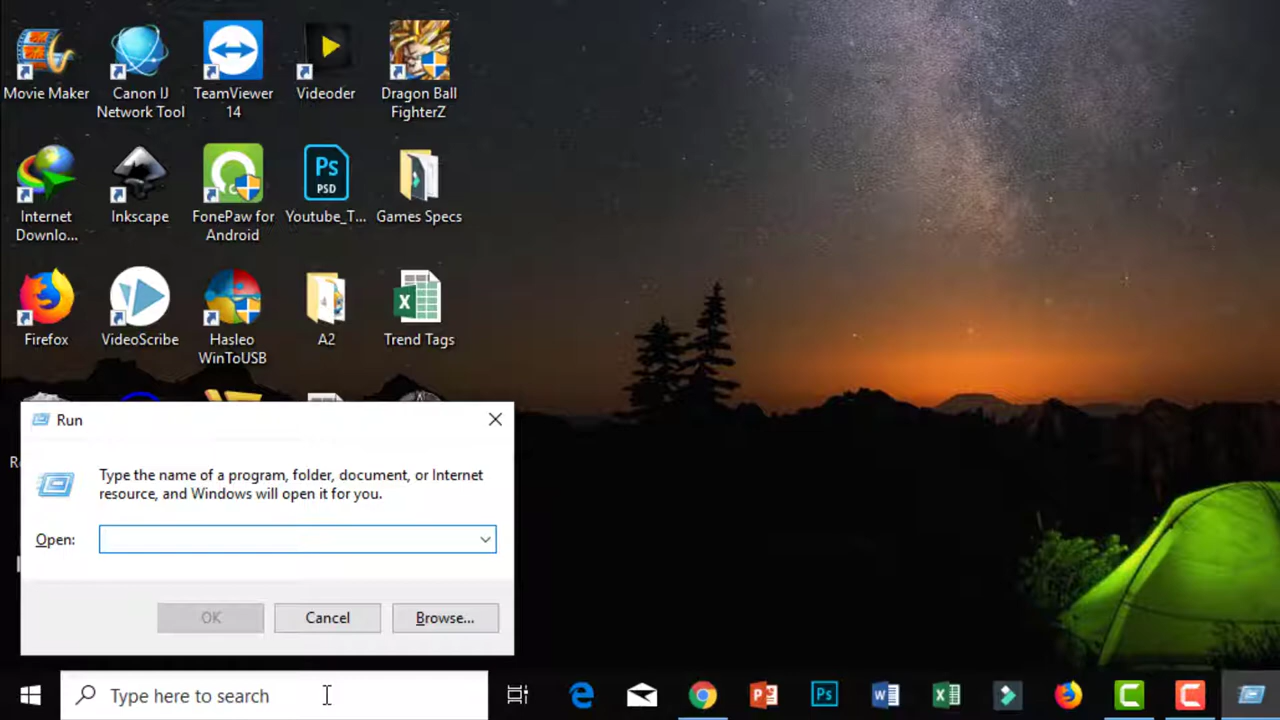 Movie Maker
Canon IJ
Network Tool
TeamViewer
14
Videoder
Dragon Ball
FighterZ
Ps
PSD
Internet
Downlo...
Inkscape
FonePaw for
Android
Youtube_T...
Games Specs
Firefox
VideoScribe
Hasleo
WinToUSB
A2
Trend Tags
Run
Type the name of a program, folder, document, or Internet
resource, and Windows will open it for you.
Open:
OK
Cancel
Browse...
Type here to search